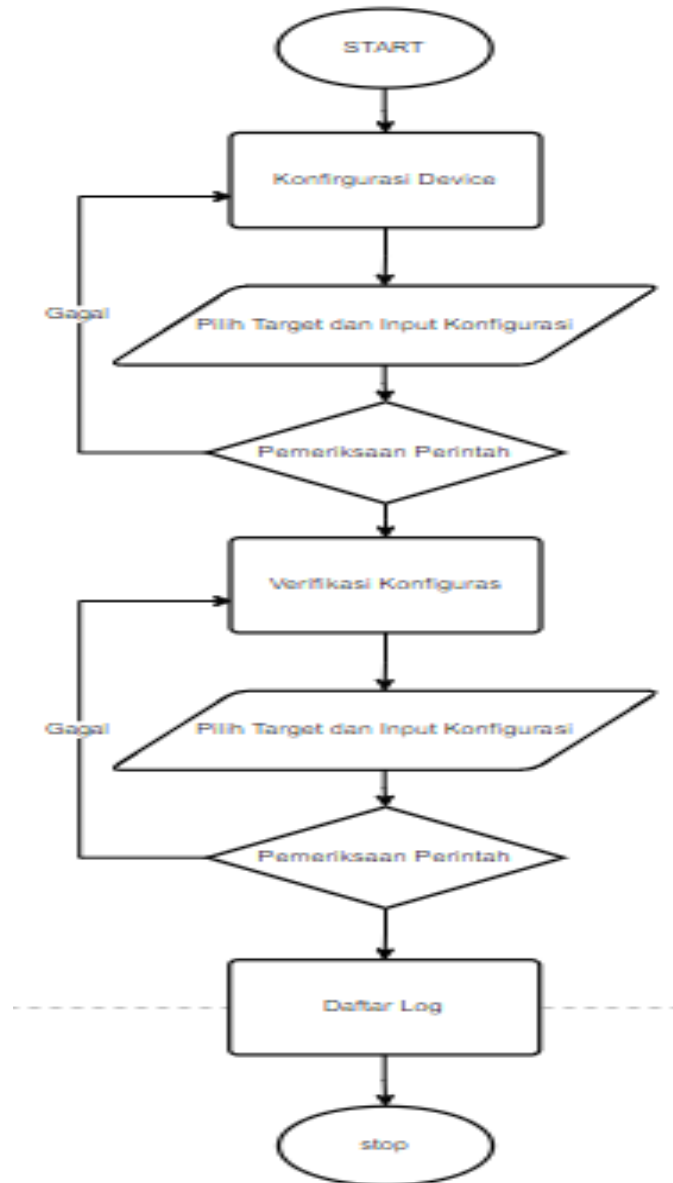 START
Konfirgurasi Device
Gagal
Pilih Target dan Input Konfigurasi
Pemeriksaan Perintah
Verifikasi Konfiguras
Gagal
Pilih Target dan Input Konfigurasi
Pemeriksaan Perintah
Daftar Log
stop